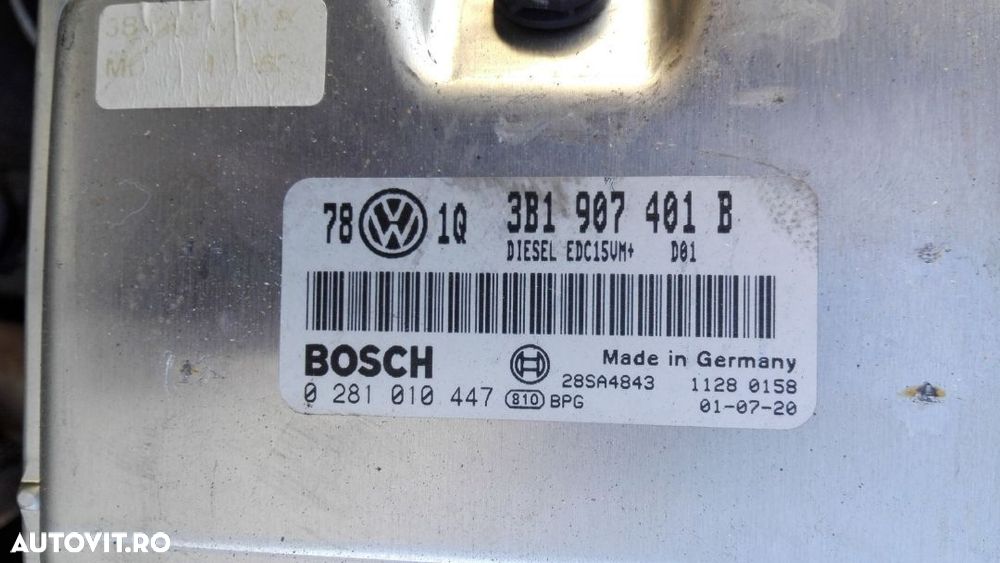 78 VW 1Q 3B1 907 401 B
DIESEL EDC15VM+ D01
BOSCH
Made in Germany
0 281 010 447
810 BPG
28SA4843 1128 0158
01-07-20
AUTOVIT.RO